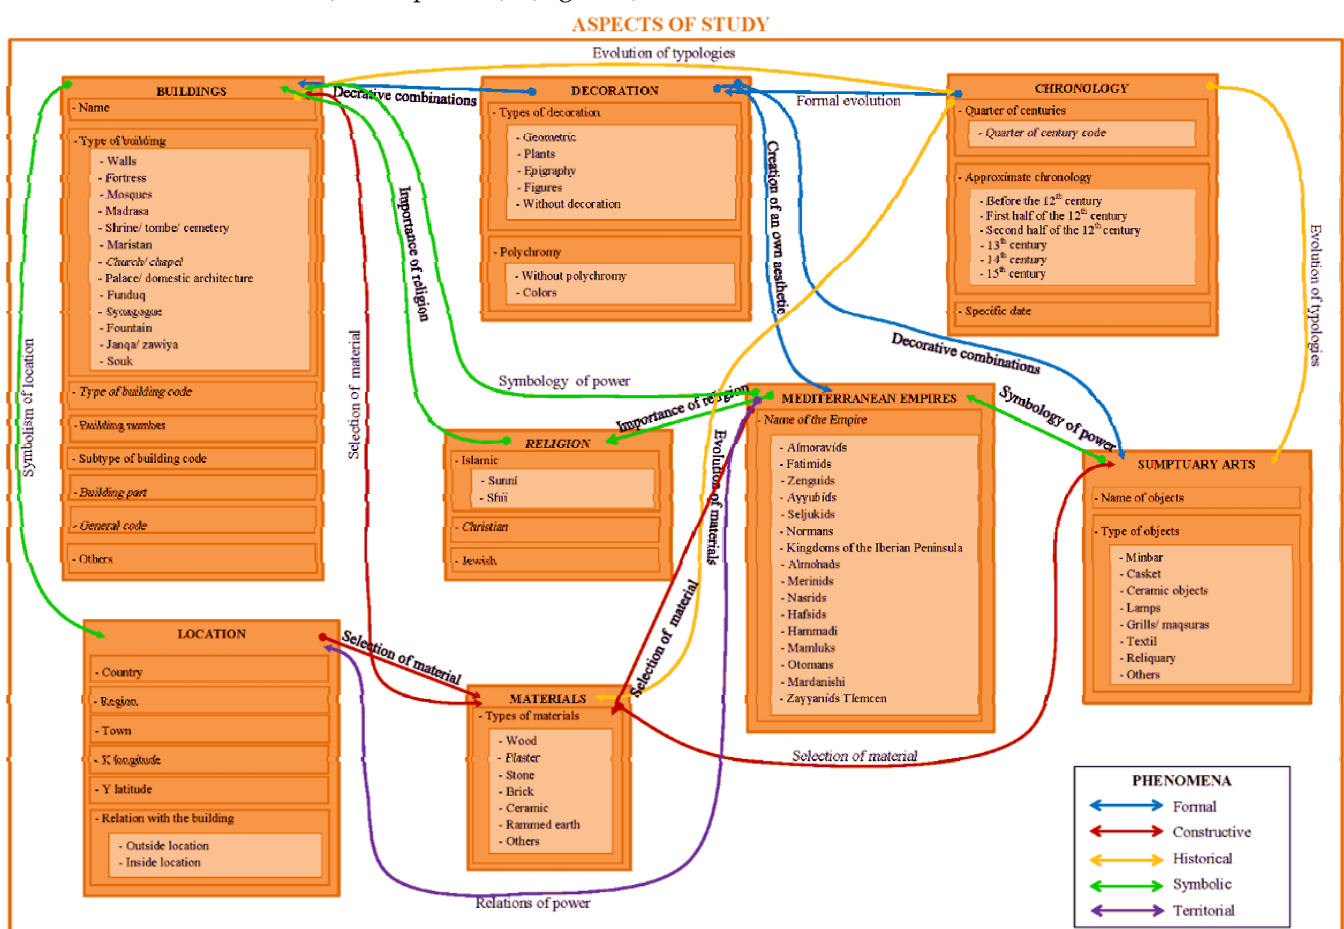 ASPECTS OF STUDY
Evolution of typologies
BUILDINGS
- Name
- Type of building
- Walls
- Fortress
- Mosques
- Madrasa
- Shrine/ tombe/ cemetery
- Maristan
- Church/ chapel
- Palace/ domestic architecture
- Funduq
- Synagogue
- Fountain
- Janqa/ zawiya
- Souk
- Type of building code
- Building number
- Subtype of building code
- Building part
- General code
- Others
Decrative combinations
DECORATION
- Types of decoration
- Geometric
- Plants
- Epigraphy
- Figures
- Without decoration
- Polychromy
- Without polychromy
- Colors
Formal evolution
CHRONOLOGY
- Quarter of centuries
- Quarter of century code
- Approximate chronology
- Before the 12th century
- First half of the 12th century
- Second half of the 12th century
- 13th century
- 14th century
- 15th century
- Specific date
Evolution of typologies
Importance of religion
Creation of an own aesthetic
Selection of material
Symbolism of location
Symbology of power
Decorative combinations
Importance of religion
Symbology of power
RELIGION
- Islamic
- Sunní
- Shií
- Christian
- Jewish
Evolution of materials
MEDITERRANEAN EMPIRES
- Name of the Empire
- Almoravids
- Fatimids
- Zenguids
- Ayyubids
- Seljukids
- Normans
- Kingdoms of the Iberian Peninsula
- Almohads
- Merinids
- Nasrids
- Hafsids
- Hammadi
- Mamluks
- Otomans
- Mardanishi
- Zayyanids Tlemcen
SUMPTUARY ARTS
- Name of objects
- Type of objects
- Minbar
- Casket
- Ceramic objects
- Lamps
- Grills/ maqsuras
- Textil
- Reliquary
- Others
LOCATION
- Country
- Region
- Town
- X longitude
- Y latitude
- Relation with the building
- Outside location
- Inside location
Selection of material
Selection of material
MATERIALS
- Types of materials
- Wood
- Plaster
- Stone
- Brick
- Ceramic
- Rammed earth
- Others
Selection of material
Relations of power
PHENOMENA
Formal
Constructive
Historical
Symbolic
Territorial